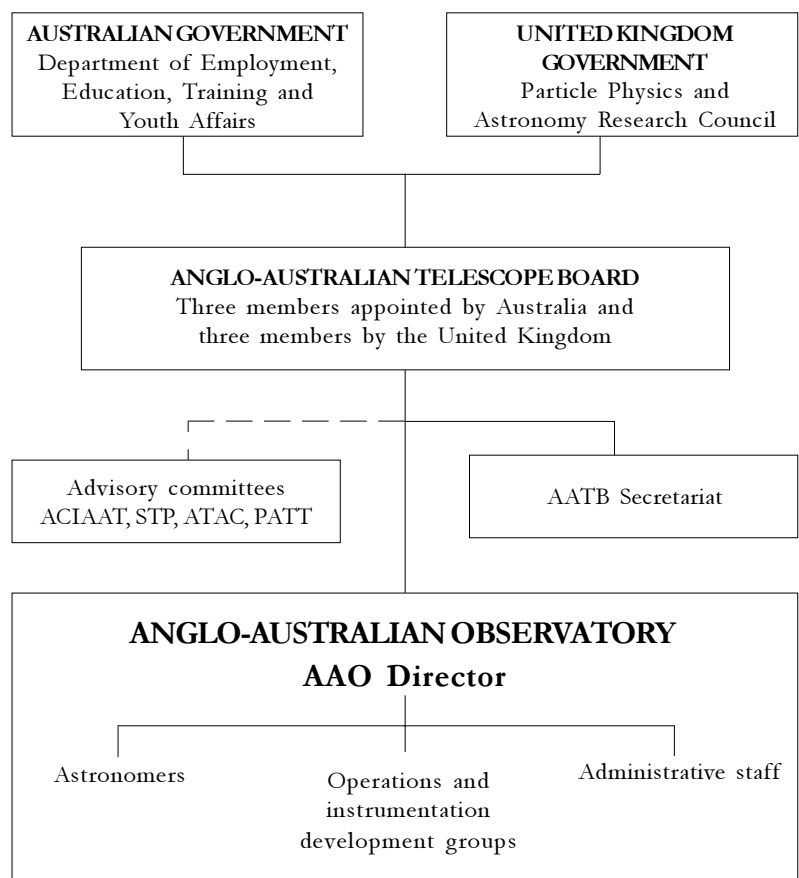 AUSTRALIAN GOVERNMENT
Department of Employment,
Education, Training and
Youth Affairs
UNITED KINGDOM
GOVERNMENT
Particle Physics and
Astronomy Research Council
ANGLO-AUSTRALIAN TELESCOPE BOARD
Three members appointed by Australia and
three members by the United Kingdom
Advisory committees
ACIAAT, STP, ATAC, PATT
AATB Secretariat
ANGLO-AUSTRALIAN OBSERVATORY
AAO Director
Astronomers
Operations and
instrumentation
development groups
Administrative staff